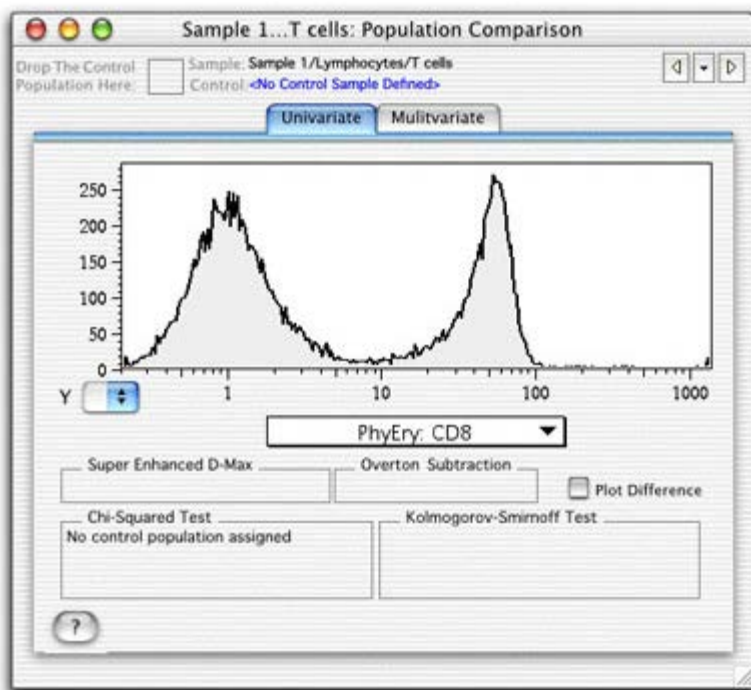 Sample 1...T cells: Population Comparison
Drop The Control
Population Here:
Sample: Sample 1/Lymphocytes/T cells
Control: <No Control Sample Defined>
Univariate
Mulitvariate
250
200
150
100
50
0
Y
1
10
100
1000
PhyEry: CD8
Super Enhanced D-Max
Overton Subtraction
Plot Difference
Chi-Squared Test
No control population assigned
Kolmogorov-Smirnoff Test
?